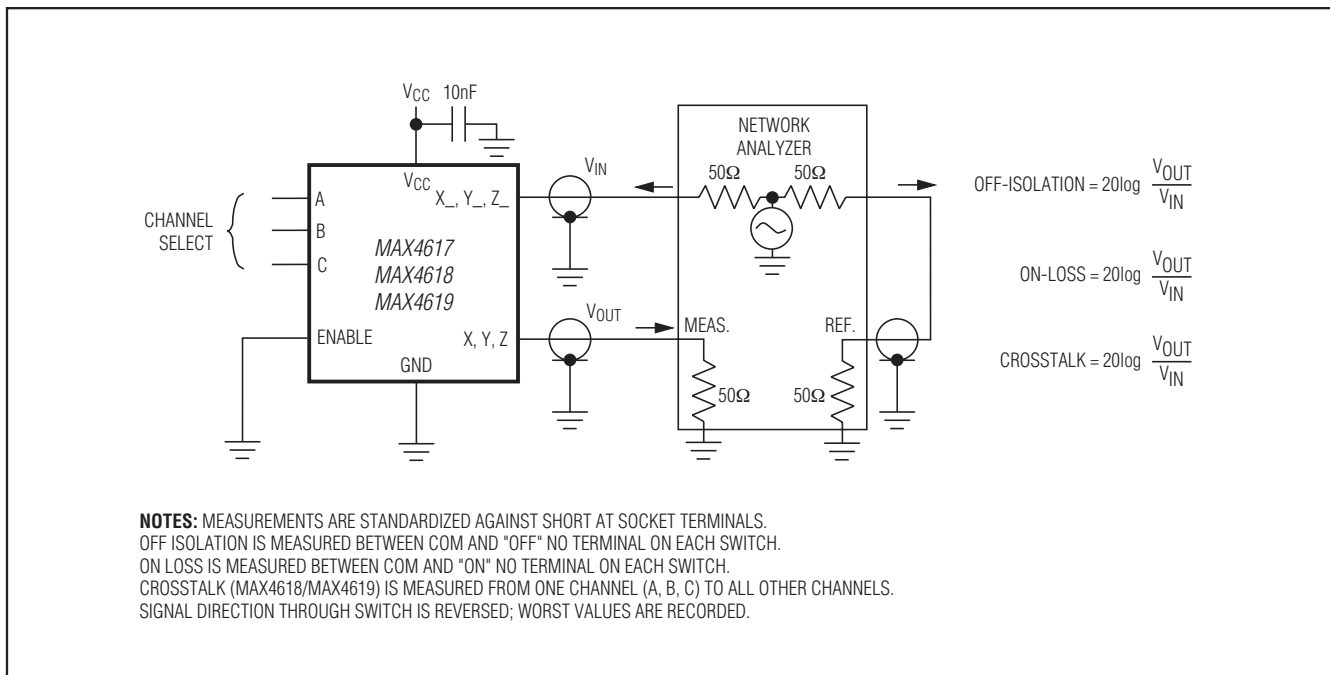 VCC 10nF
VCC
A
B
C
CHANNEL
SELECT
X_, Y_, Z_
MAX4617
MAX4618
MAX4619
ENABLE
X, Y, Z
GND
VIN
VOUT
NETWORK
ANALYZER
50Ω 50Ω
MEAS. REF.
50Ω 50Ω
OFF-ISOLATION = 20log VOUT/VIN
ON-LOSS = 20log VOUT/VIN
CROSSTALK = 20log VOUT/VIN
NOTES: MEASUREMENTS ARE STANDARDIZED AGAINST SHORT AT SOCKET TERMINALS.
OFF ISOLATION IS MEASURED BETWEEN COM AND "OFF" NO TERMINAL ON EACH SWITCH.
ON LOSS IS MEASURED BETWEEN COM AND "ON" NO TERMINAL ON EACH SWITCH.
CROSSTALK (MAX4618/MAX4619) IS MEASURED FROM ONE CHANNEL (A, B, C) TO ALL OTHER CHANNELS.
SIGNAL DIRECTION THROUGH SWITCH IS REVERSED; WORST VALUES ARE RECORDED.